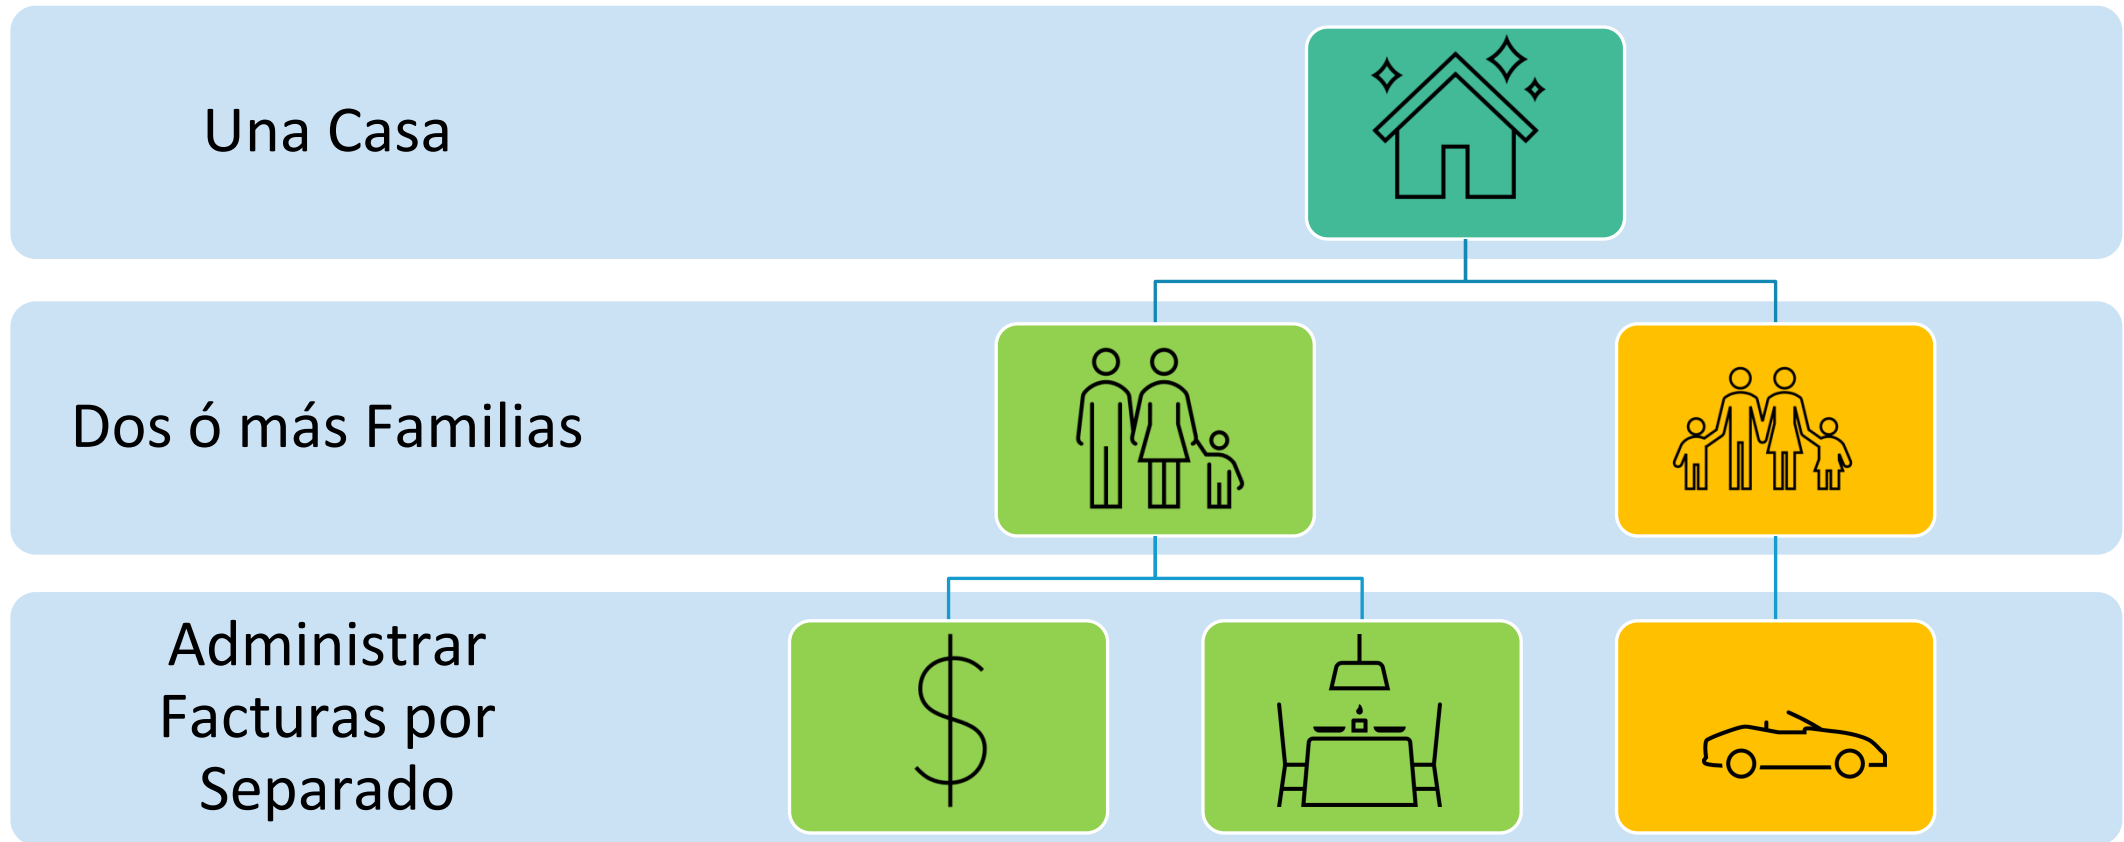 Una Casa
Dos ó más Familias
Administrar
Facturas por
Separado